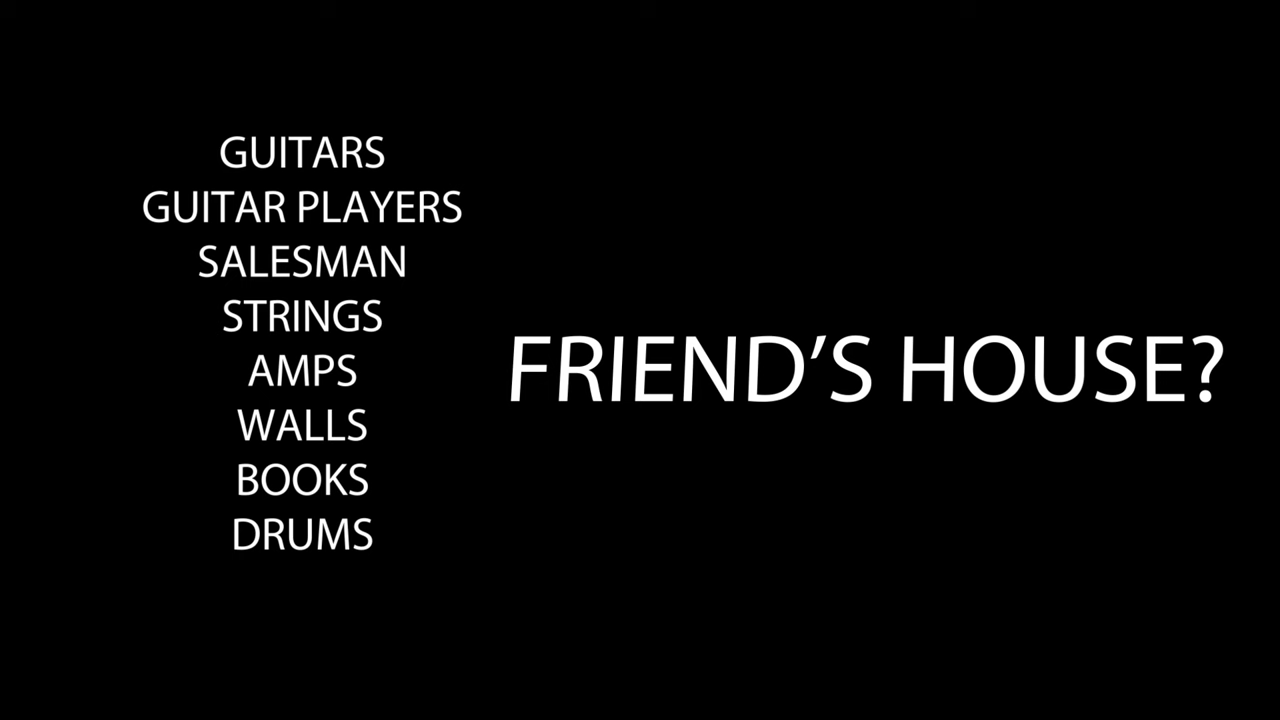 GUITARS
GUITAR PLAYERS
SALESMAN
STRINGS
AMPS
WALLS
BOOKS
DRUMS
FRIEND'S HOUSE?